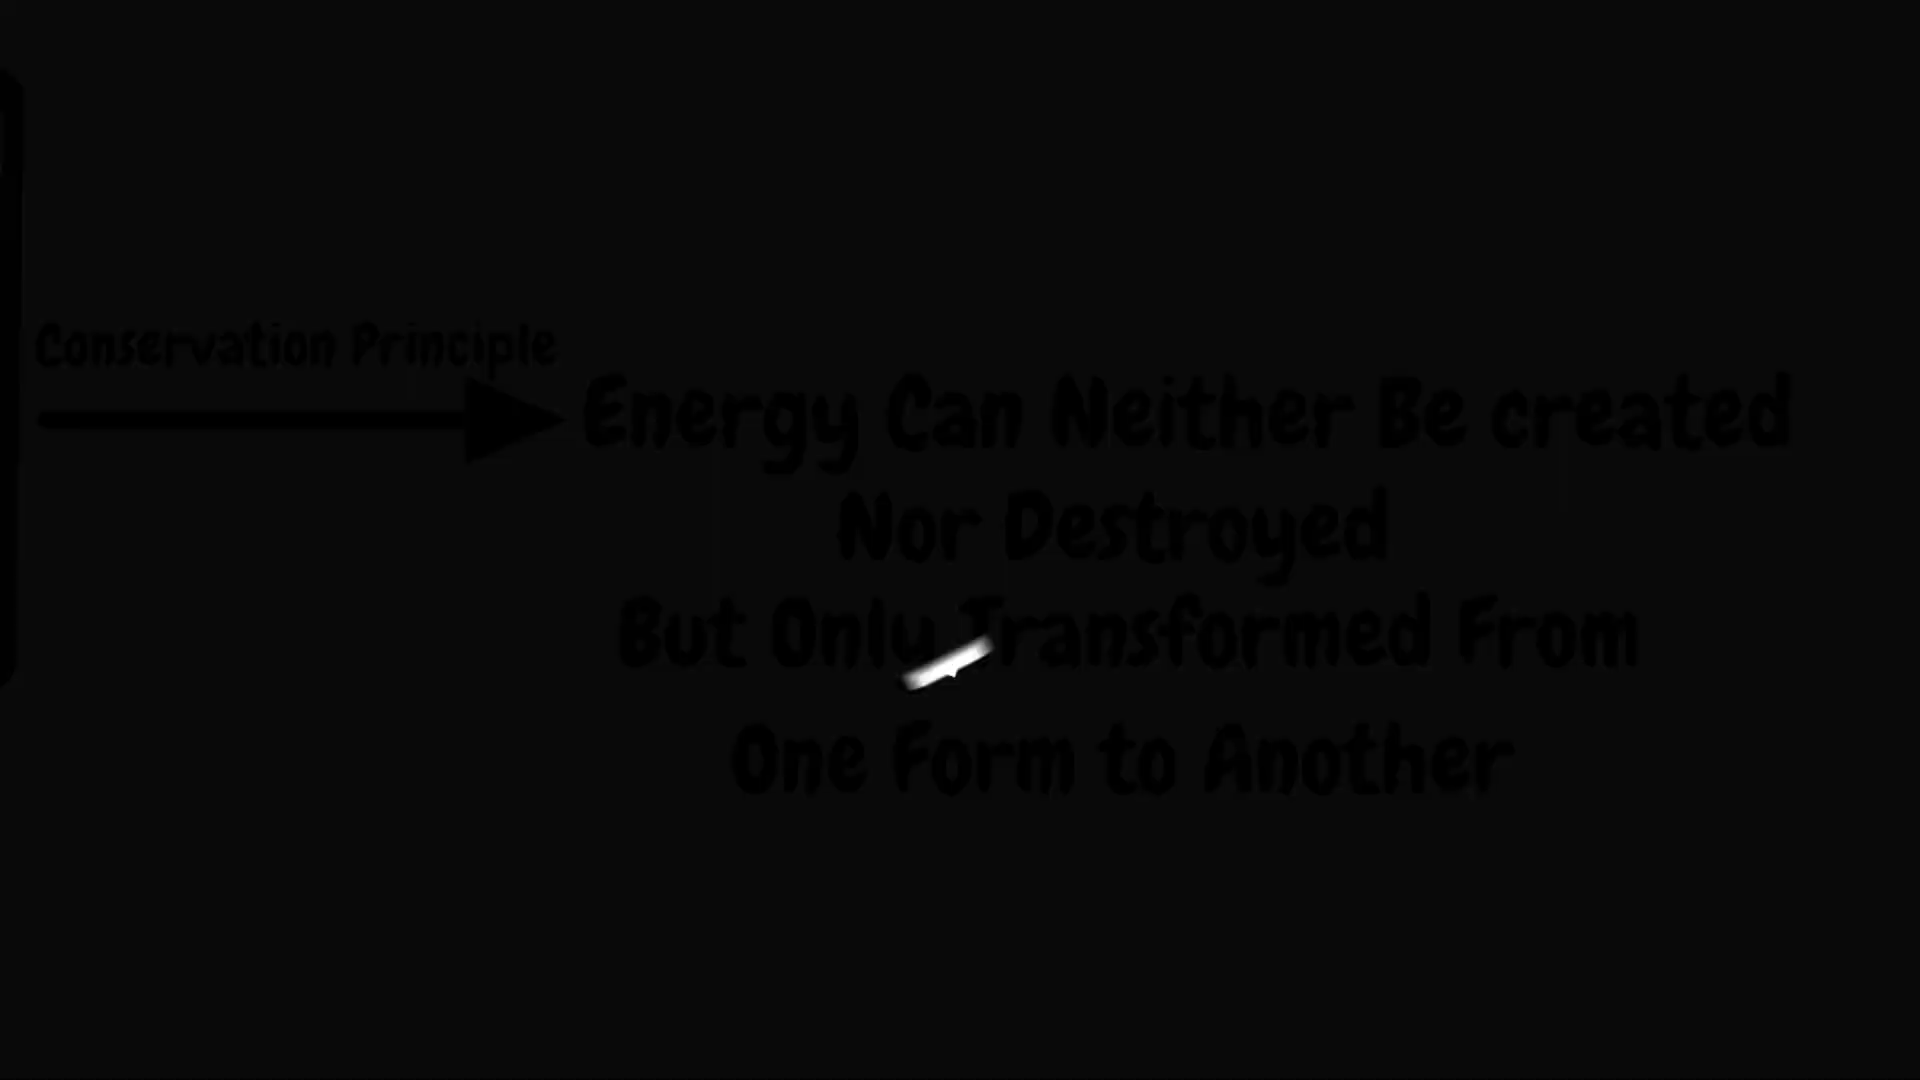 Conservation Principle
Energy Can Neither Be created
Nor Destroyed
But Only Transformed From
One Form to Another